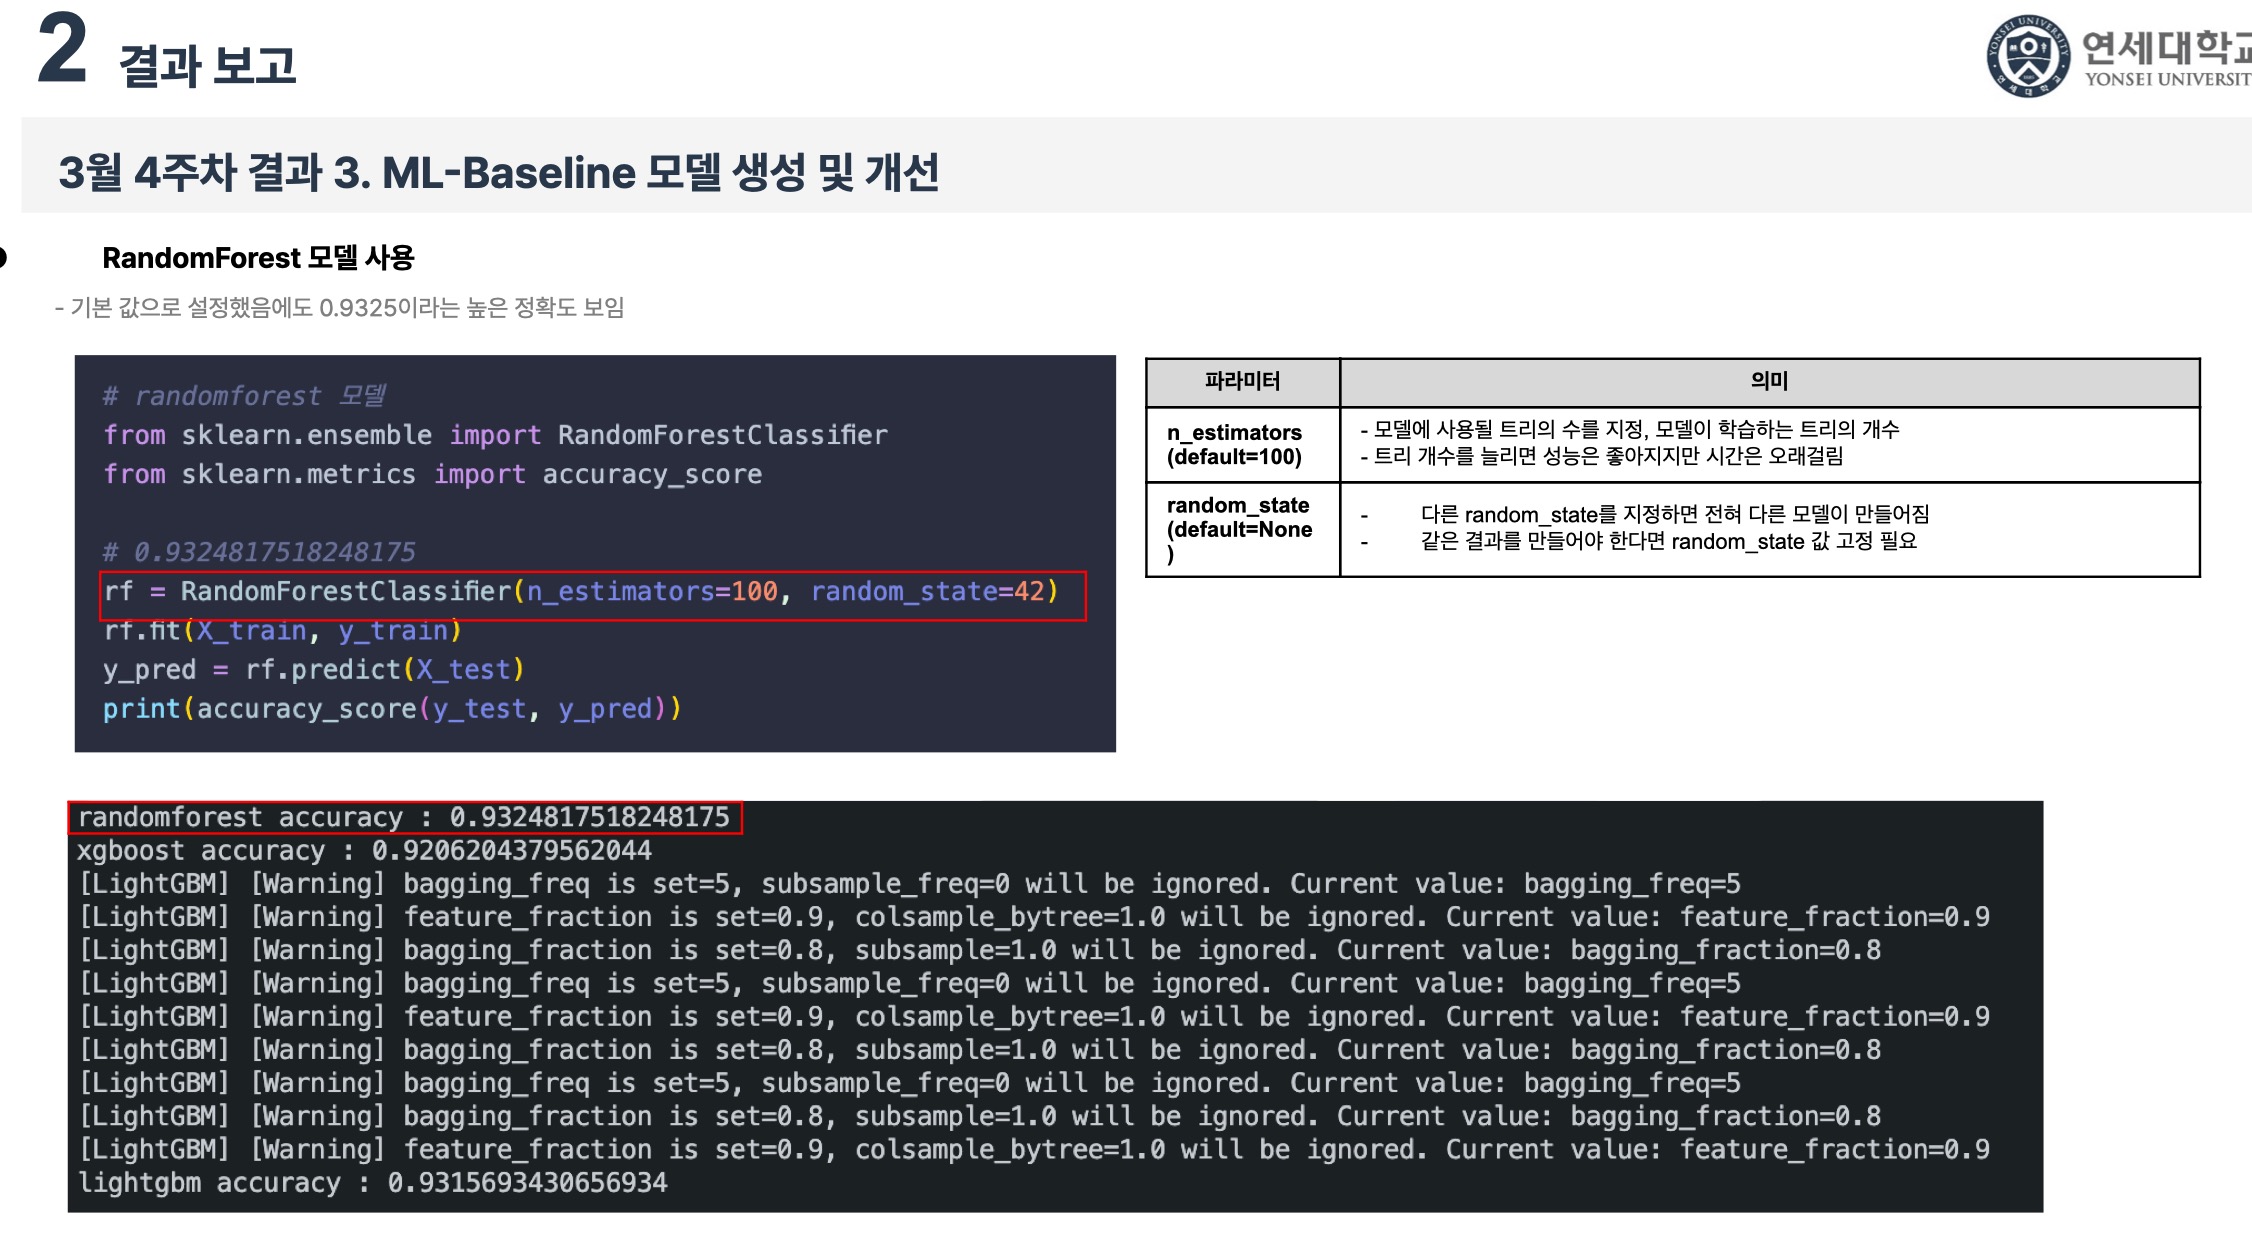 2 결과 보고
연세대학교
YONSEI UNIVERSIT
3월 4주차 결과 3. ML-Baseline 모델 생성 및 개선
RandomForest 모델 사용
- 기본 값으로 설정했음에도 0.9325이라는 높은 정확도 보임
# randomforest 모델
from sklearn.ensemble import RandomForestClassifier
from sklearn.metrics import accuracy_score
# 0.9324817518248175
rf = RandomForestClassifier(n_estimators=100, random_state=42)
rf.fit(X_train, y_train)
y_pred = rf.predict(X_test)
print(accuracy_score(y_test, y_pred))
파라미터
의미
n_estimators
(default=100)
- 모델에 사용될 트리의 수를 지정, 모델이 학습하는 트리의 개수
- 트리 개수를 늘리면 성능은 좋아지지만 시간은 오래걸림
random_state
(default=None
)
- 다른 random_state를 지정하면 전혀 다른 모델이 만들어짐
- 같은 결과를 만들어야 한다면 random_state 값 고정 필요
randomforest accuracy : 0.9324817518248175
xgboost accuracy : 0.9206204379562044
[LightGBM] [Warning] bagging_freq is set=5, subsample_freq=0 will be ignored. Current value: bagging_freq=5
[LightGBM] [Warning] feature_fraction is set=0.9, colsample_bytree=1.0 will be ignored. Current value: feature_fraction=0.9
[LightGBM] [Warning] bagging_fraction is set=0.8, subsample=1.0 will be ignored. Current value: bagging_fraction=0.8
[LightGBM] [Warning] bagging_freq is set=5, subsample_freq=0 will be ignored. Current value: bagging_freq=5
[LightGBM] [Warning] feature_fraction is set=0.9, colsample_bytree=1.0 will be ignored. Current value: feature_fraction=0.9
[LightGBM] [Warning] bagging_fraction is set=0.8, subsample=1.0 will be ignored. Current value: bagging_fraction=0.8
[LightGBM] [Warning] bagging_freq is set=5, subsample_freq=0 will be ignored. Current value: bagging_freq=5
[LightGBM] [Warning] bagging_fraction is set=0.8, subsample=1.0 will be ignored. Current value: bagging_fraction=0.8
[LightGBM] [Warning] feature_fraction is set=0.9, colsample_bytree=1.0 will be ignored. Current value: feature_fraction=0.9
lightgbm accuracy : 0.9315693430656934